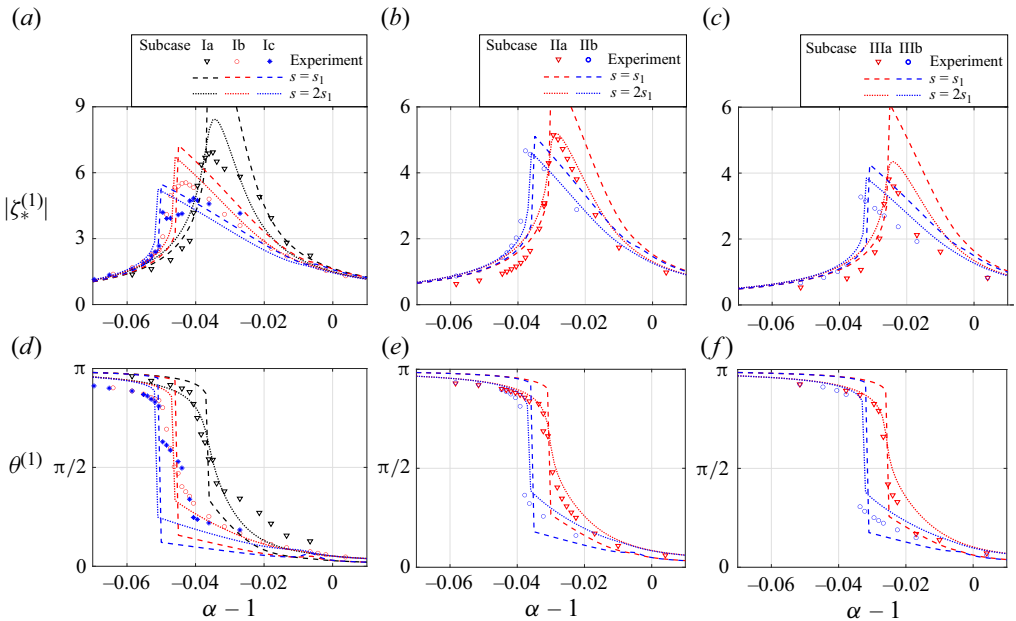 (a) (b) (c)
Subcase Ia Ib Ic
Experiment
s = s₁
s = 2s₁
Subcase IIa IIb
Experiment
s = s₁
s = 2s₁
Subcase IIIa IIIb
Experiment
s = s₁
s = 2s₁
|ζ*⁽¹⁾|
9
6
3
0
–0.06 –0.04 –0.02 0
6
4
2
0
–0.06 –0.04 –0.02 0
6
4
2
0
–0.06 –0.04 –0.02 0
(d) (e) (f)
θ⁽¹⁾
π
π/2
0
–0.06 –0.04 –0.02 0
α – 1
π
π/2
0
–0.06 –0.04 –0.02 0
α – 1
π
π/2
0
–0.06 –0.04 –0.02 0
α – 1